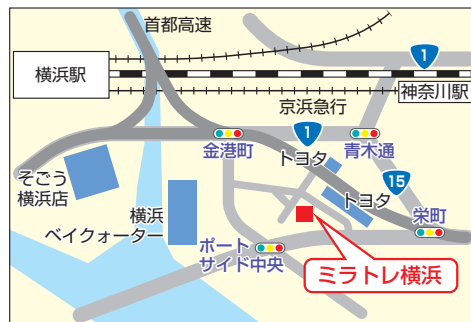 首都高速
1
横浜駅
神奈川駅
京浜急行
1
金港町
青木通
トヨタ
15
そごう
横浜店
トヨタ
横浜
ベイクォーター
栄町
ポート
サイド中央
ミラトレ横浜